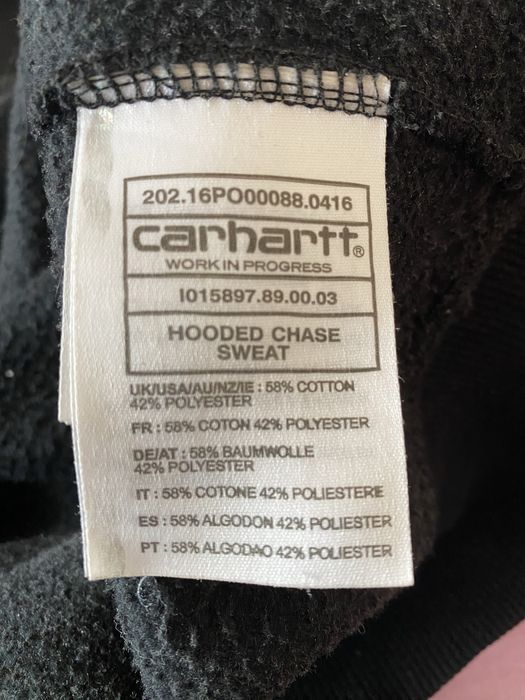 202.16PO00088.0416
carhartt®
WORK IN PROGRESS
I015897.89.00.03
HOODED CHASE
SWEAT
UK/USA/AU/NZ/IE : 58% COTTON
42% POLYESTER
FR : 58% COTON 42% POLYESTER
DE/AT : 58% BAUMWOLLE
42% POLYESTER
IT : 58% COTONE 42% POLIESTERE
ES : 58% ALGODON 42% POLIESTER
PT : 58% ALGODAO 42% POLIESTER